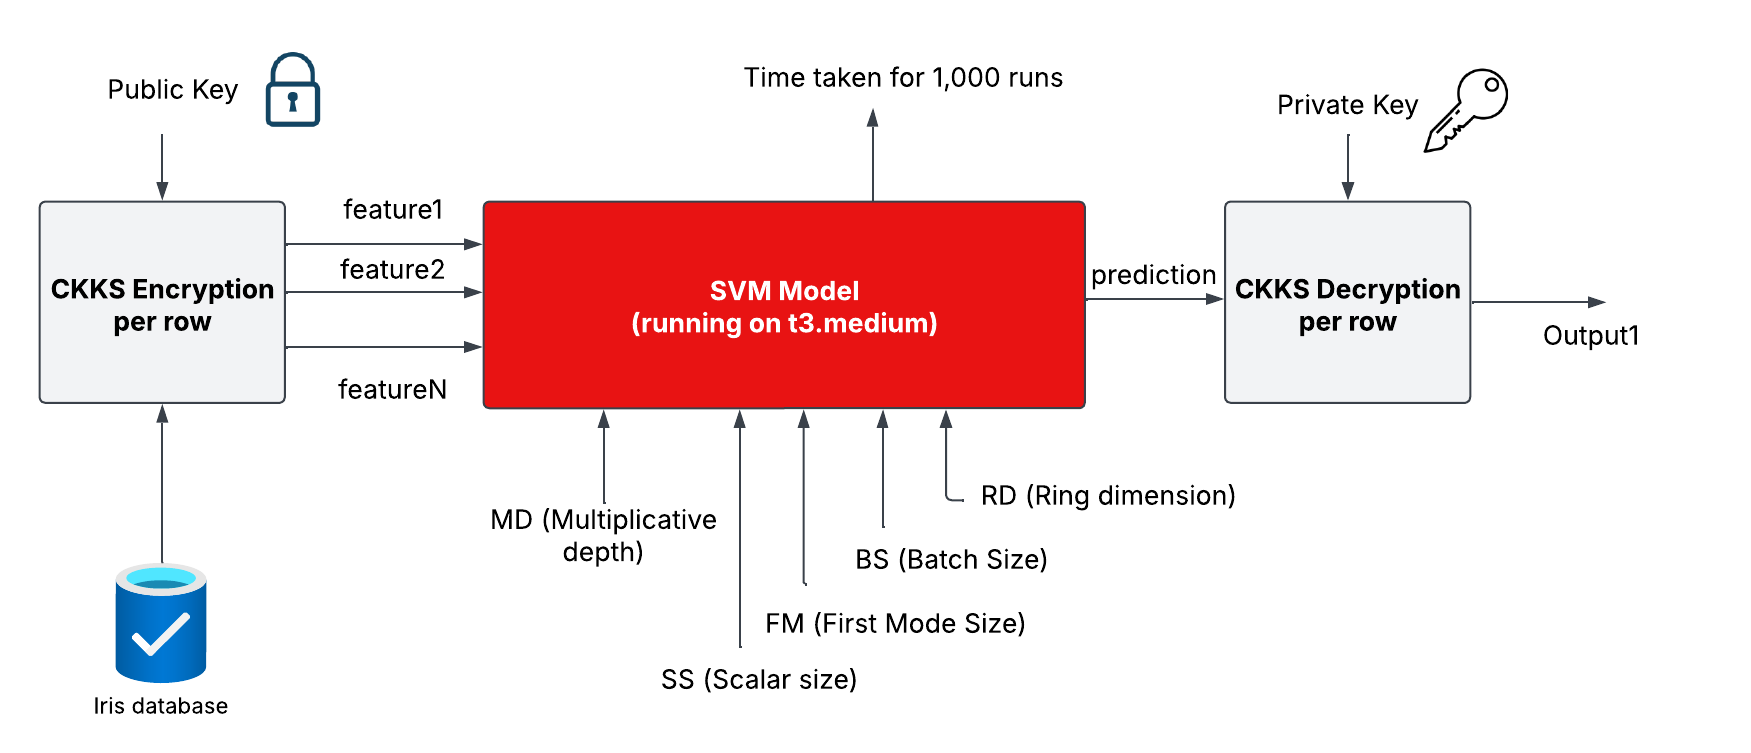 Public Key
Time taken for 1,000 runs
Private Key
feature1
feature2
featureN
CKKS Encryption
per row
SVM Model
(running on t3.medium)
prediction
CKKS Decryption
per row
Output1
MD (Multiplicative
depth)
RD (Ring dimension)
BS (Batch Size)
FM (First Mode Size)
SS (Scalar size)
Iris database